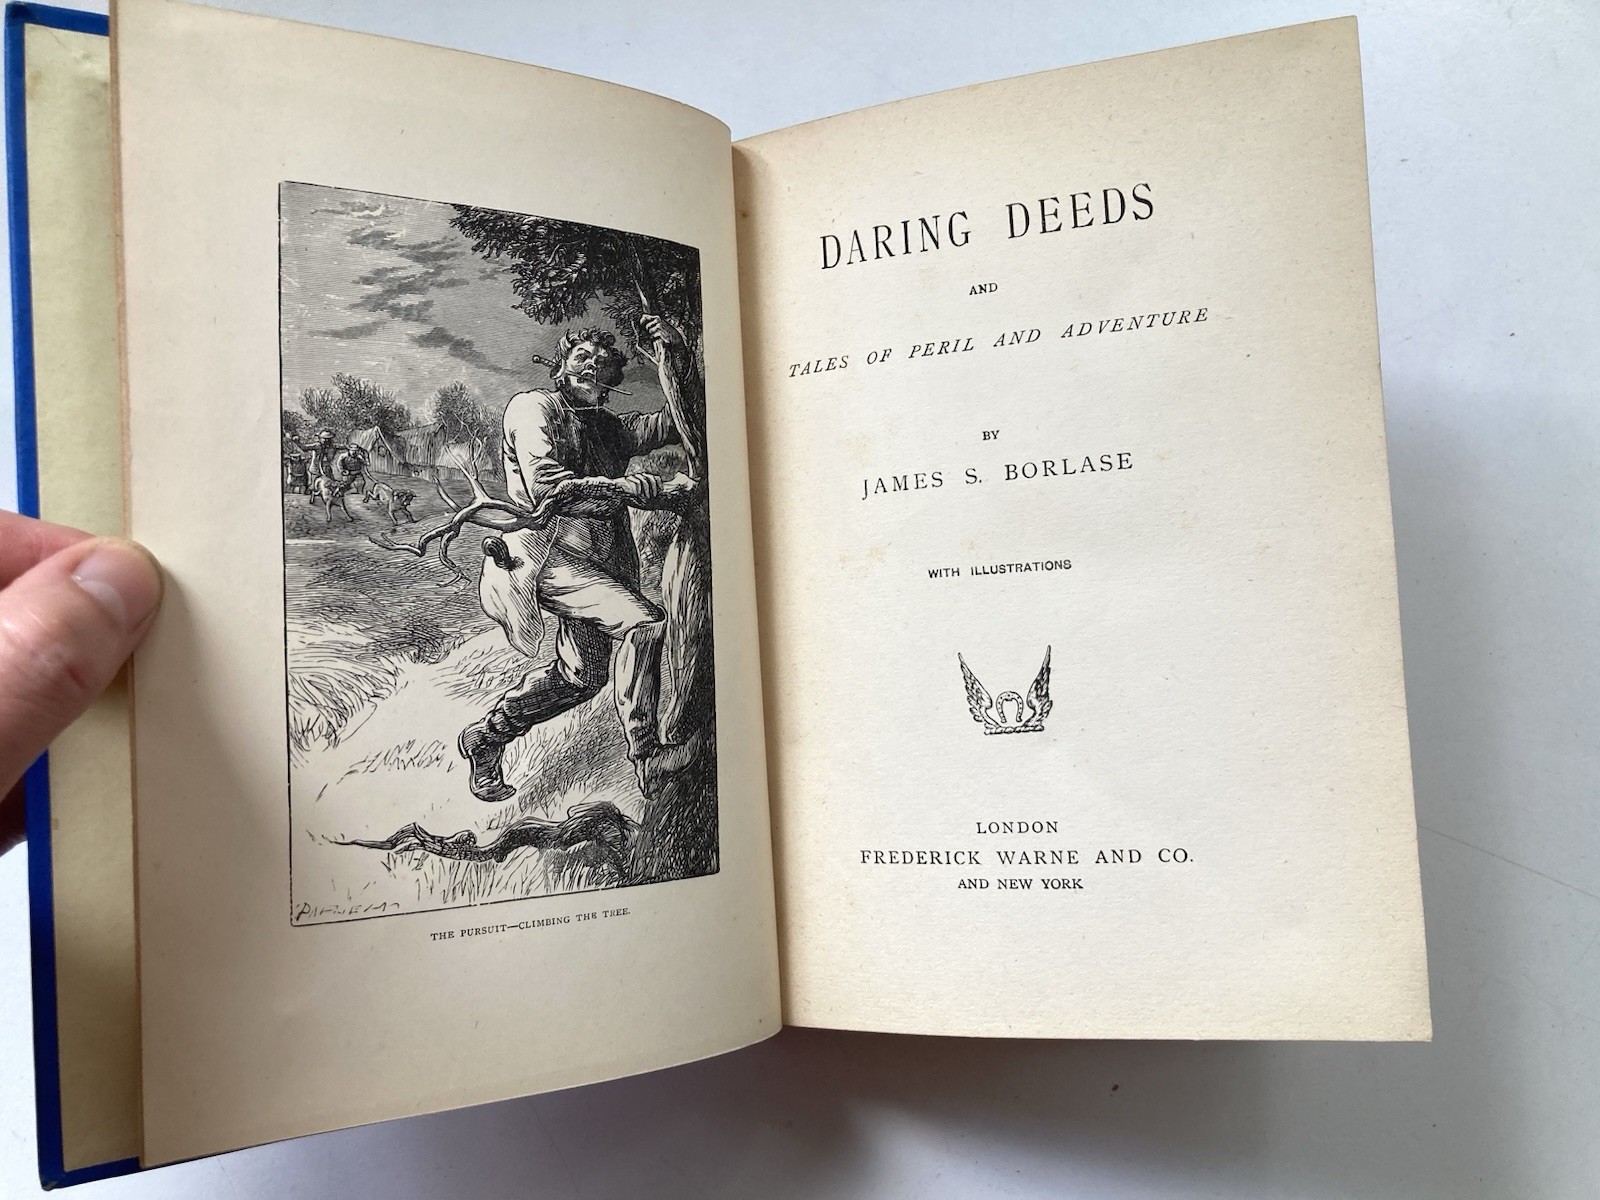 THE PURSUIT—CLIMBING THE TREE.
DARING DEEDS
AND
TALES OF PERIL AND ADVENTURE
BY
JAMES S. BORLASE
WITH ILLUSTRATIONS
LONDON
FREDERICK WARNE AND CO.
AND NEW YORK